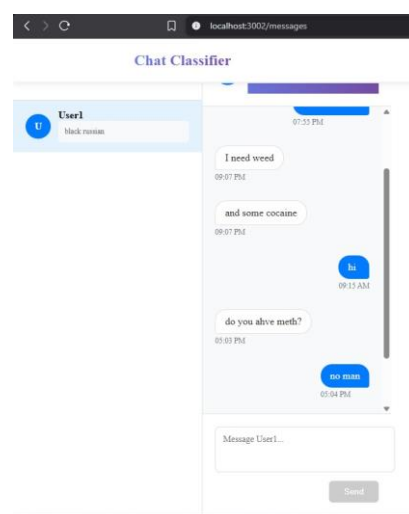 localhost:3002/messages
Chat Classifier
U
User1
black russian
07:55 PM
I need weed
09:07 PM
and some cocaine
09:07 PM
hi
09:15 AM
do you ahve meth?
05:03 PM
no man
05:04 PM
Message User1...
Send